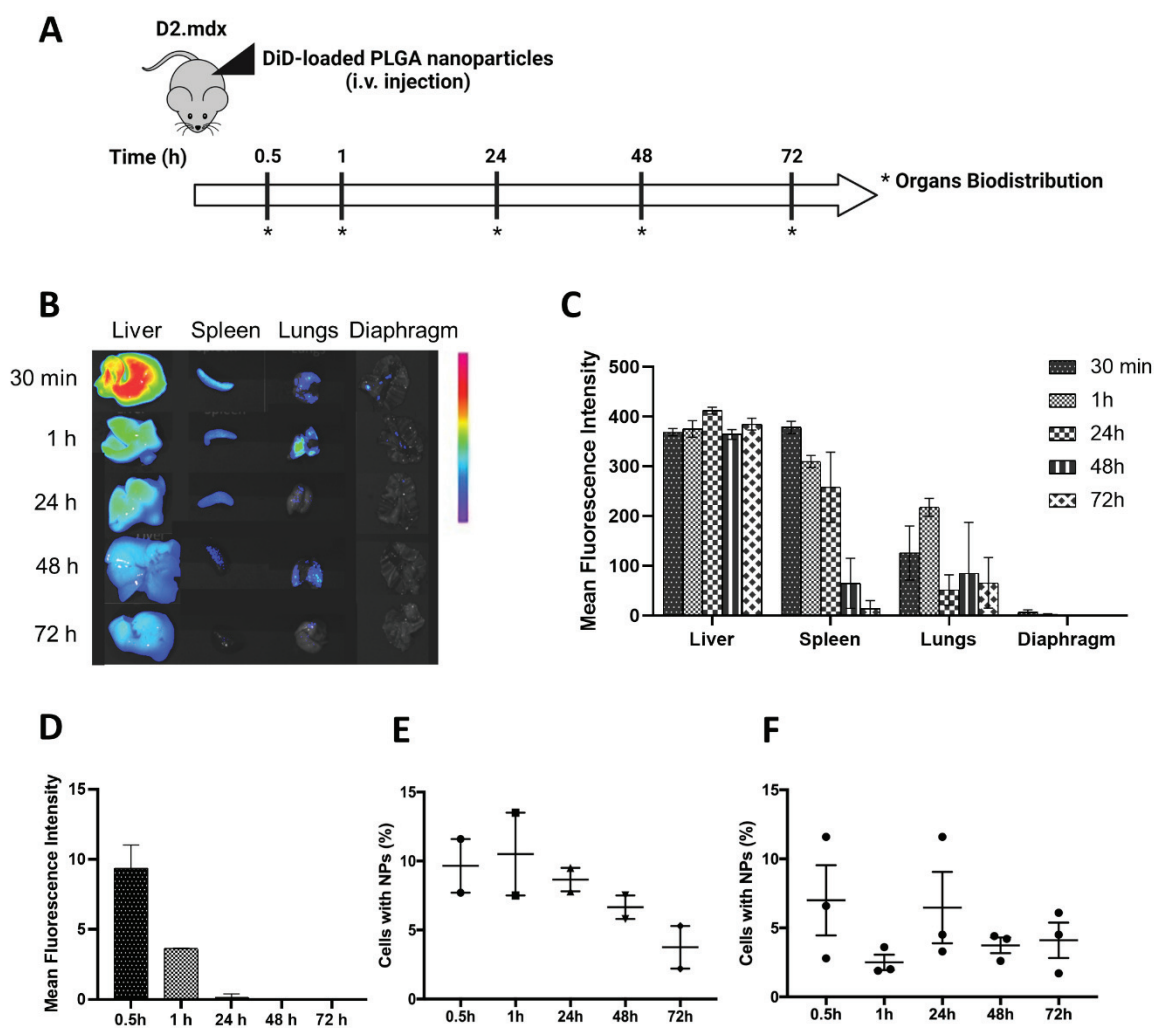 A
D2.mdx
DiD-loaded PLGA nanoparticles
(i.v. injection)
Time (h) 0.5 1 24 48 72
* Organs Biodistribution
* * * * *
B
Liver Spleen Lungs Diaphragm
30 min
1 h
24 h
48 h
72 h
C
Mean Fluorescence Intensity
500
400
300
200
100
0
Liver Spleen Lungs Diaphragm
30 min
1h
24h
48h
72h
D
Mean Fluorescence Intensity
15
10
5
0
0.5h 1 h 24 h 48 h 72 h
E
Cells with NPs (%)
15
10
5
0
0.5h 1h 24h 48h 72h
F
Cells with NPs (%)
15
10
5
0
0.5h 1h 24h 48h 72h